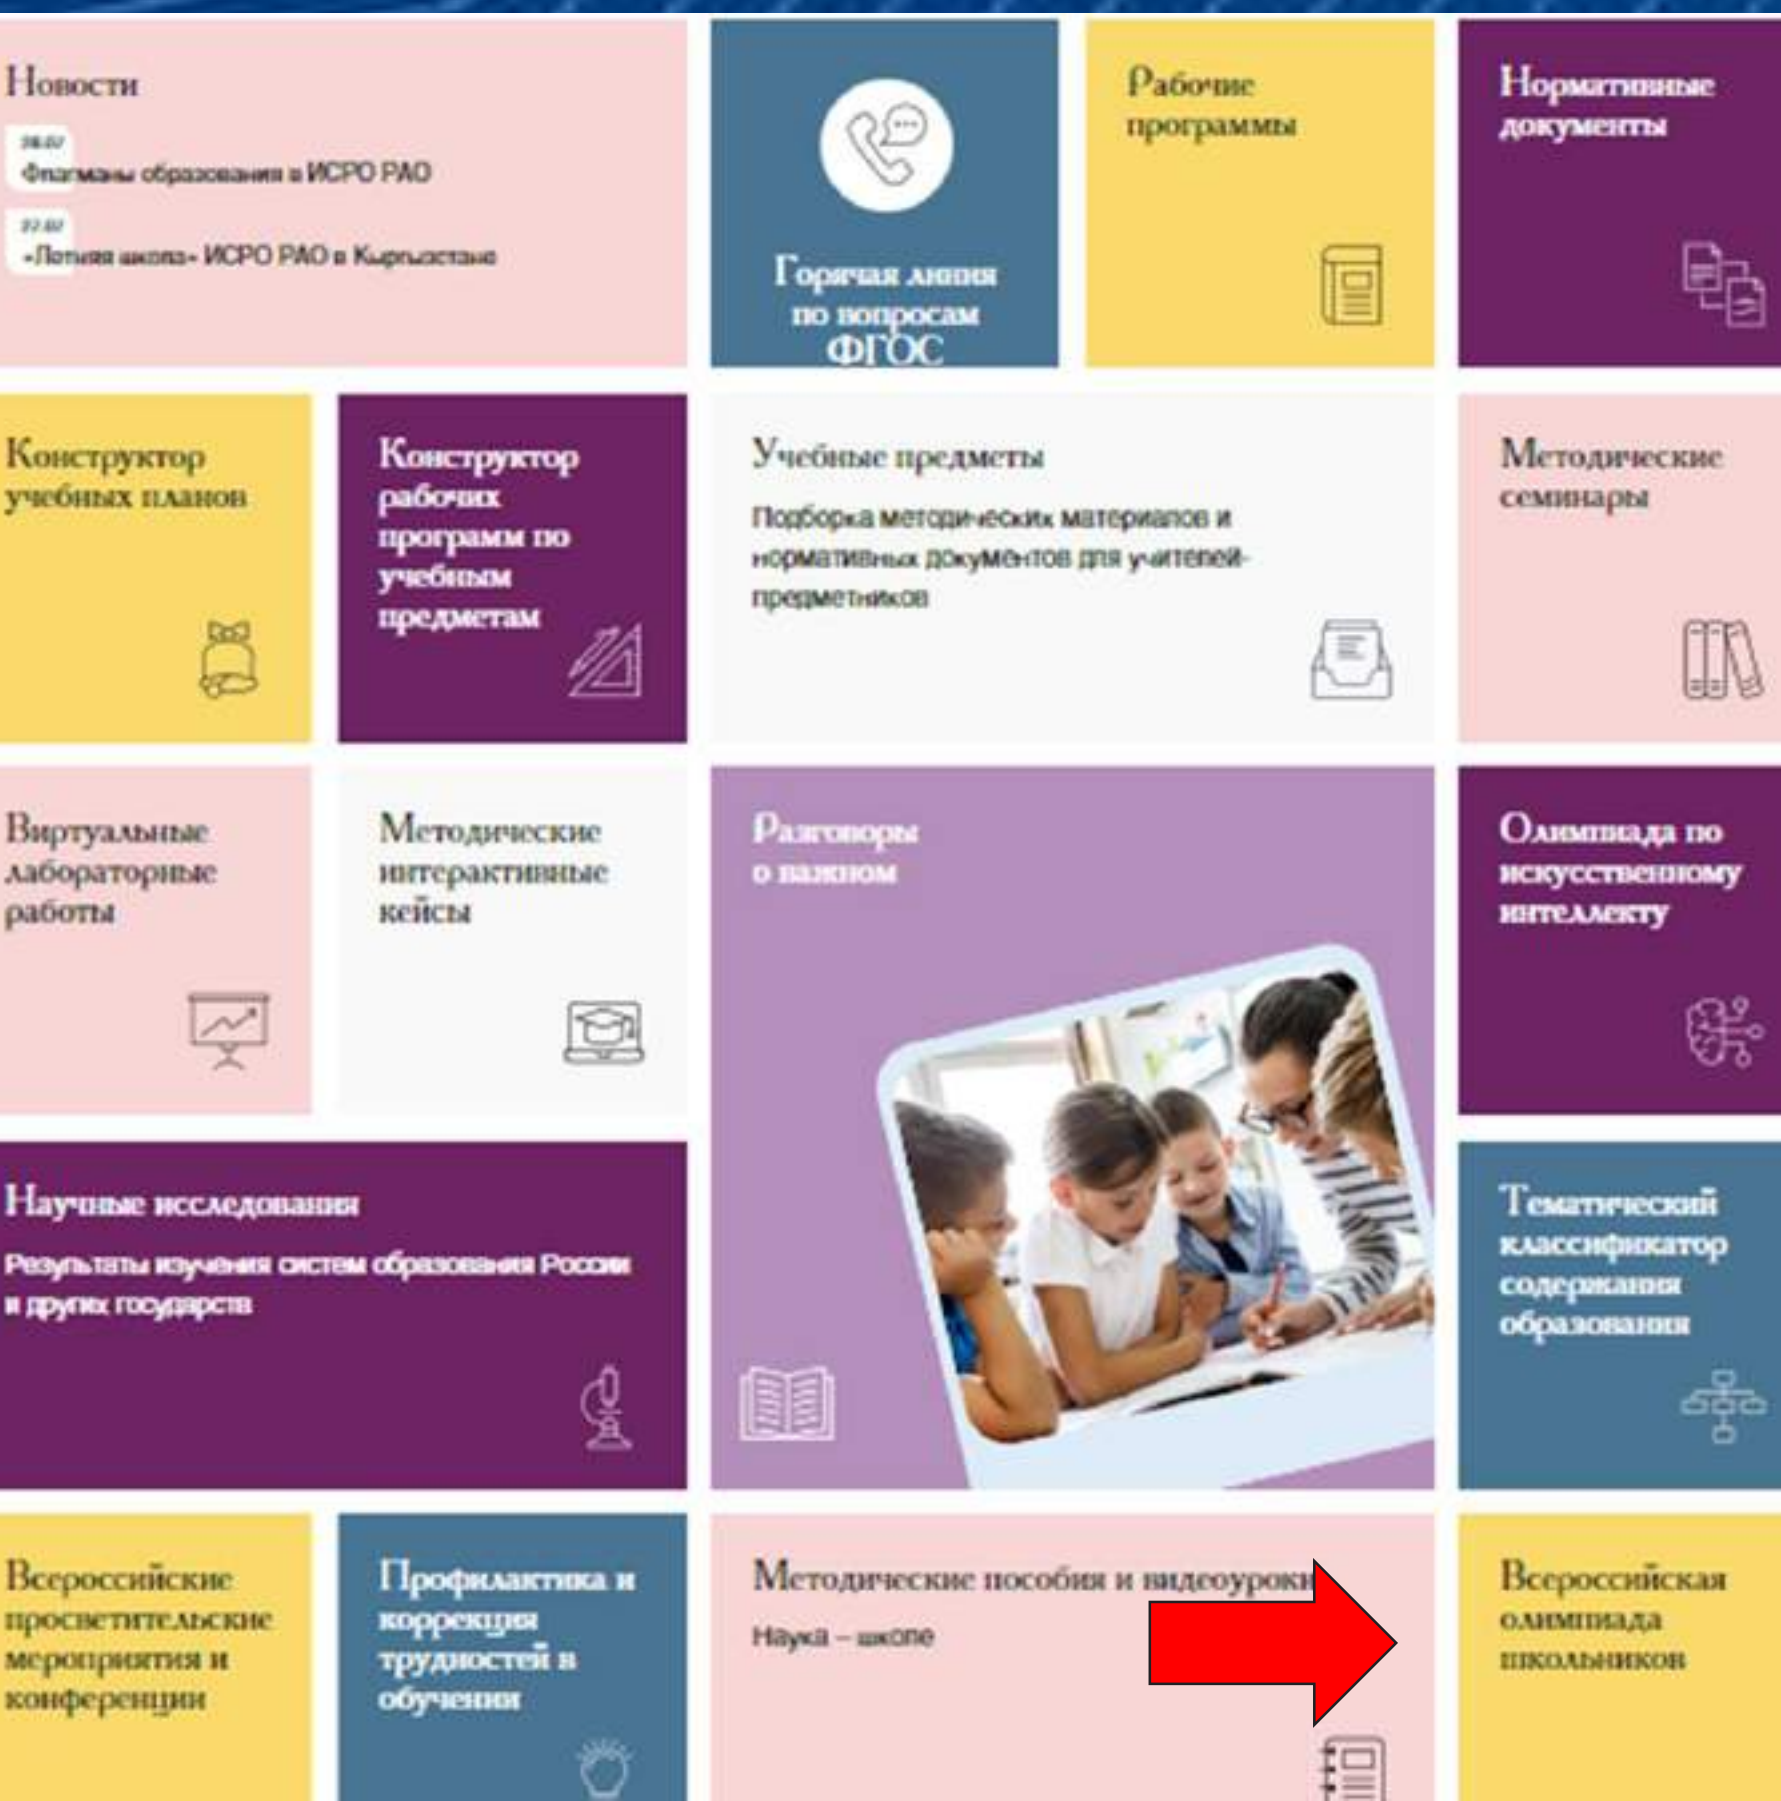 Новости
28.07
Флагманы образования в ИСРО РАО
27.07
«Летняя школа» ИСРО РАО в Кыргызстане
Горячая линия
по вопросам
ФГОС
Рабочие
программы
Нормативные
документы
Конструктор
учебных планов
Конструктор
рабочих
программ по
учебным
предметам
Учебные предметы
Подборка методических материалов и
нормативных документов для учителей-
предметников
Методические
семинары
Виртуальные
лабораторные
работы
Методические
интерактивные
кейсы
Разговоры
о важном
Олимпиада по
искусственному
интеллекту
Научные исследования
Результаты изучения систем образования России
и других государств
Тематический
классификатор
содержания
образования
Всероссийские
просветительские
мероприятия и
конференции
Профилактика и
коррекция
трудностей в
обучении
Методические пособия и видеоуроки
Наука – школе
Всероссийская
олимпиада
школьников